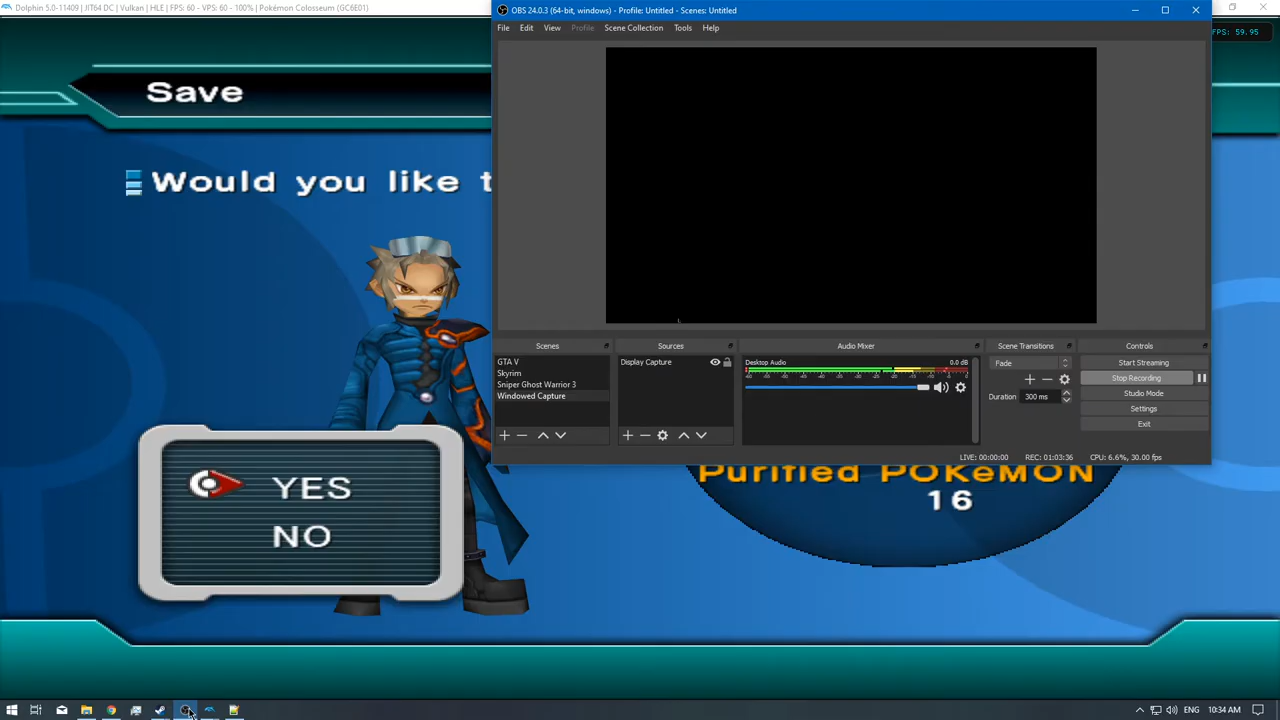 Dolphin 5.0-11409 | JIT64 DC | Vulkan | HLE | FPS: 60 - VPS: 60 - 100% | Pokémon Colosseum (GC6E01)
OBS 24.0.3 (64-bit, windows) - Profile: Untitled - Scenes: Untitled
File Edit View Profile Scene Collection Tools Help
FPS: 59.95
Save
Would you like t
Scenes
GTA V
Skyrim
Sniper Ghost Warrior 3
Windowed Capture
Sources
Display Capture
Audio Mixer
Desktop Audio 0.0 dB
Scene Transitions
Fade
Duration 300 ms
Controls
Start Streaming
Stop Recording
Studio Mode
Settings
Exit
LIVE: 00:00:00 REC: 01:03:36 CPU: 6.6%, 30.00 fps
YES
NO
Purified POKéMON
16
ENG 10:34 AM